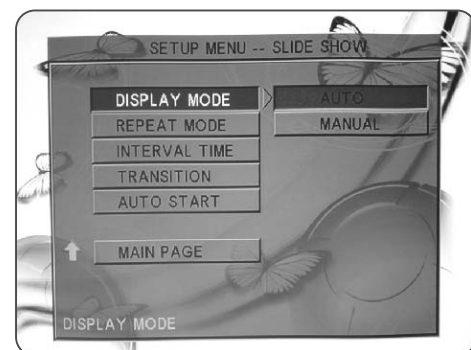 SETUP MENU -- SLIDE SHOW
DISPLAY MODE
AUTO
REPEAT MODE
MANUAL
INTERVAL TIME
TRANSITION
AUTO START
MAIN PAGE
DISPLAY MODE